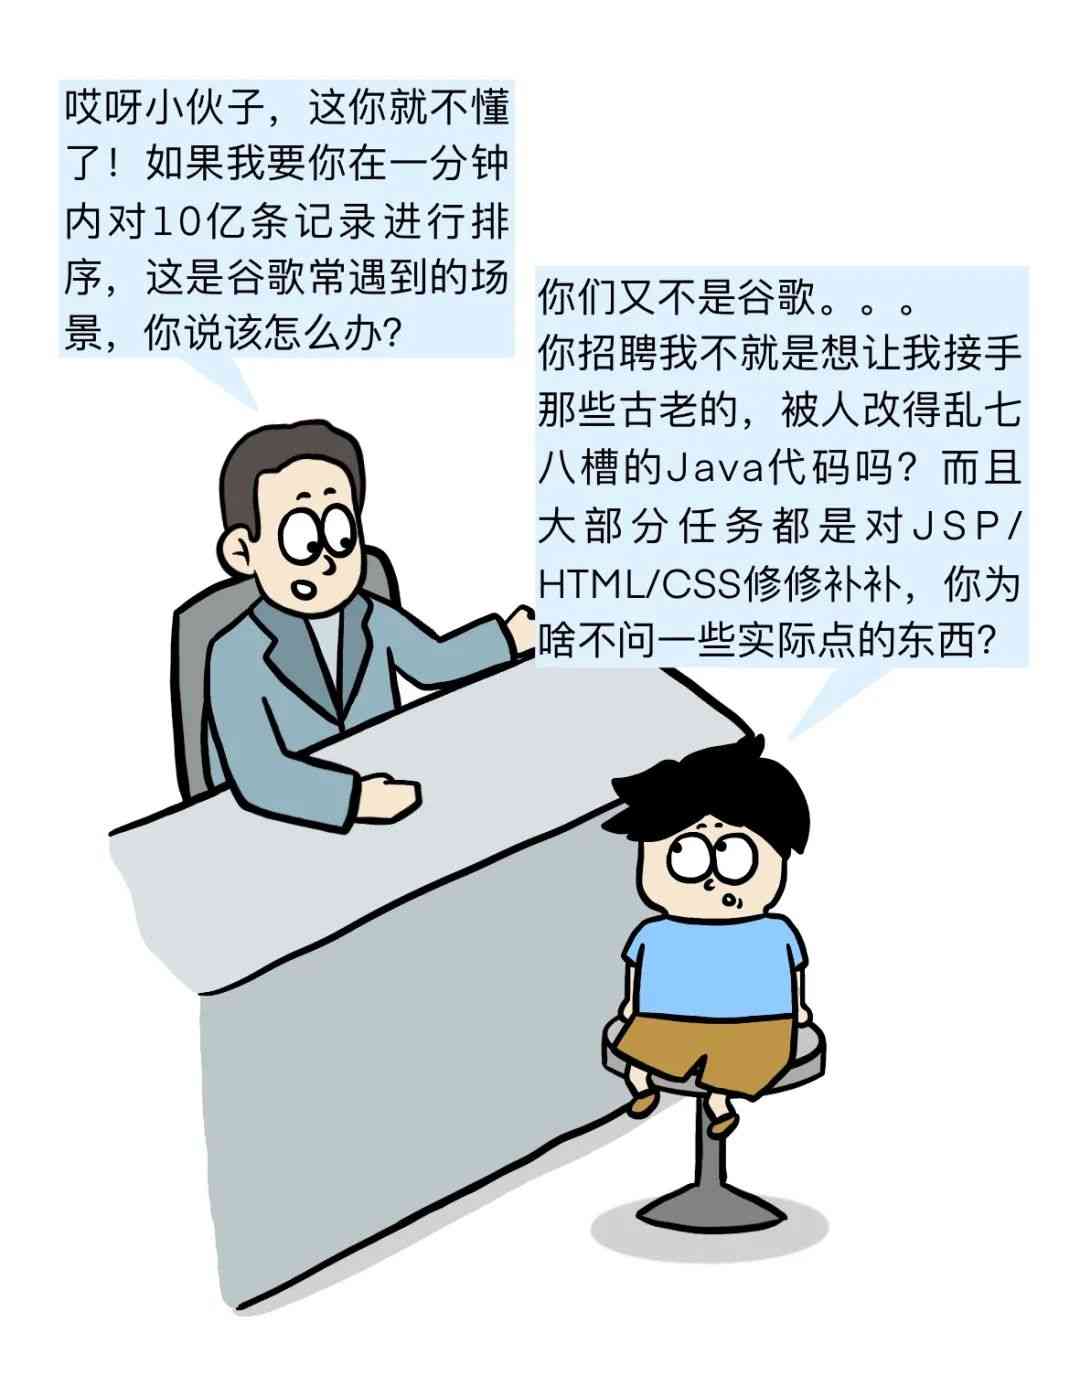 哎呀小伙子，这你就不懂
了！如果我要你在一分钟
内对10亿条记录进行排
序，这是谷歌常遇到的场
景，你说该怎么办？
你们又不是谷歌。。。
你招聘我不就是想让我接手
那些古老的，被人改得乱七
八槽的Java代码吗？而且
大部分任务都是对JSP/
HTML/CSS修修补补，你为
啥不问一些实际点的东西？